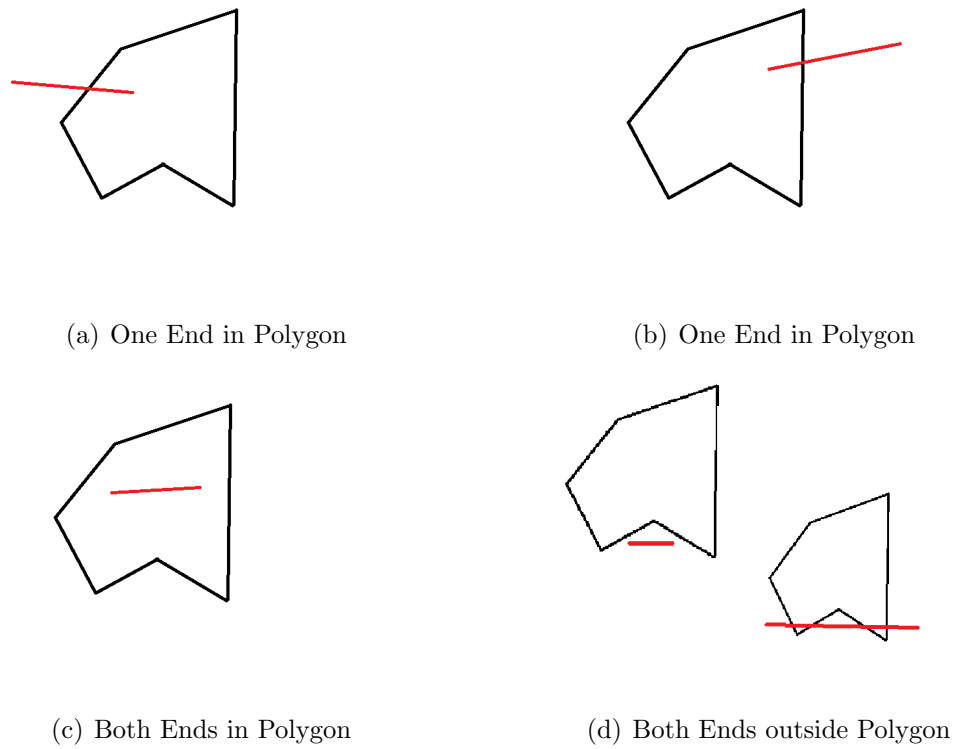 (a) One End in Polygon
(b) One End in Polygon
(c) Both Ends in Polygon
(d) Both Ends outside Polygon